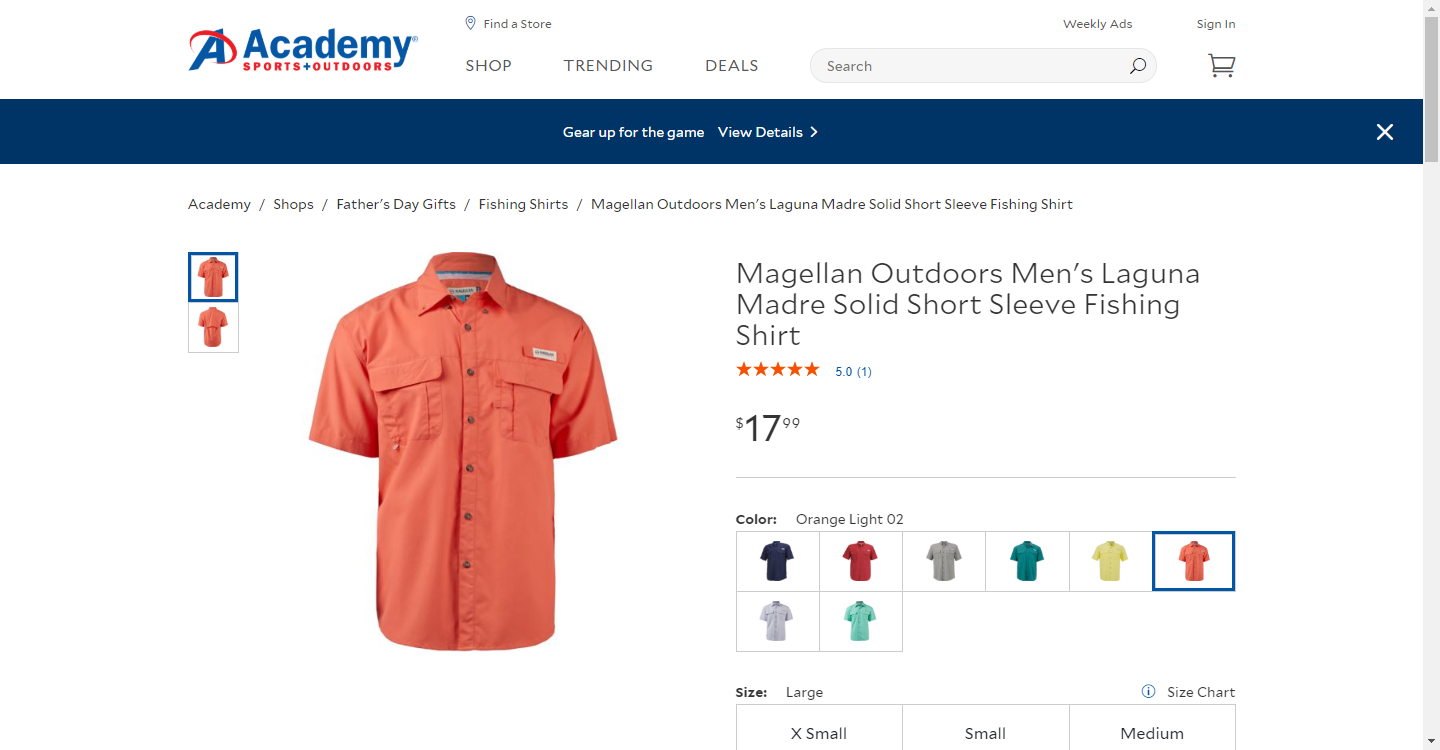 Find a Store
Weekly Ads
Sign In
Academy
SPORTS+OUTDOORS
SHOP
TRENDING
DEALS
Search
Gear up for the game View Details
Academy / Shops / Father's Day Gifts / Fishing Shirts / Magellan Outdoors Men's Laguna Madre Solid Short Sleeve Fishing Shirt
Magellan Outdoors Men's Laguna
Madre Solid Short Sleeve Fishing
Shirt
5.0 (1)
$17.99
Color: Orange Light 02
Size: Large
Size Chart
X Small
Small
Medium